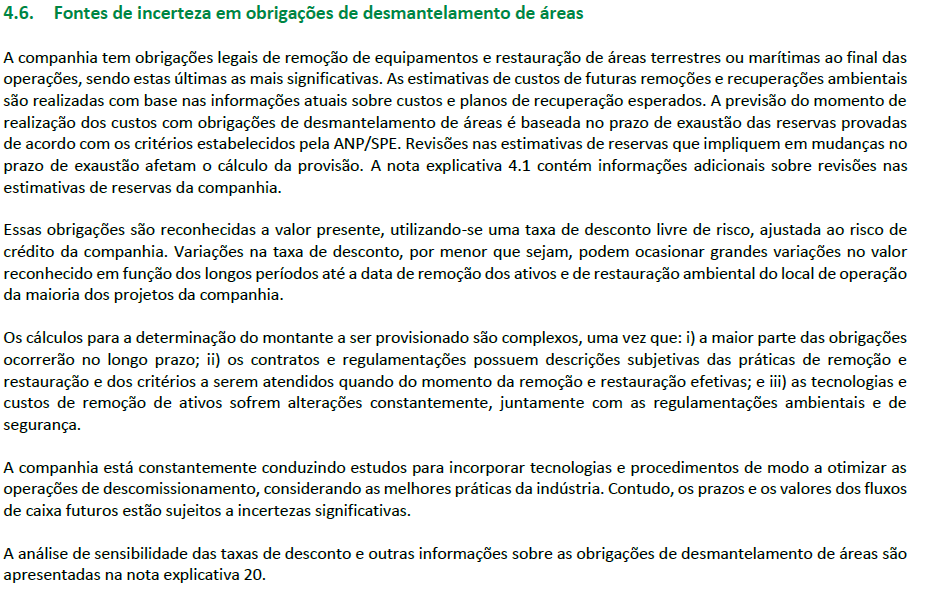 4.6. Fontes de incerteza em obrigações de desmantelamento de áreas
A companhia tem obrigações legais de remoção de equipamentos e restauração de áreas terrestres ou marítimas ao final das
operações, sendo estas últimas as mais significativas. As estimativas de custos de futuras remoções e recuperações ambientais
são realizadas com base nas informações atuais sobre custos e planos de recuperação esperados. A previsão do momento de
realização dos custos com obrigações de desmantelamento de áreas é baseada no prazo de exaustão das reservas provadas
de acordo com os critérios estabelecidos pela ANP/SPE. Revisões nas estimativas de reservas que impliquem em mudanças no
prazo de exaustão afetam o cálculo da provisão. A nota explicativa 4.1 contém informações adicionais sobre revisões nas
estimativas de reservas da companhia.
Essas obrigações são reconhecidas a valor presente, utilizando-se uma taxa de desconto livre de risco, ajustada ao risco de
crédito da companhia. Variações na taxa de desconto, por menor que sejam, podem ocasionar grandes variações no valor
reconhecido em função dos longos períodos até a data de remoção dos ativos e de restauração ambiental do local de operação
da maioria dos projetos da companhia.
Os cálculos para a determinação do montante a ser provisionado são complexos, uma vez que: i) a maior parte das obrigações
ocorrerão no longo prazo; ii) os contratos e regulamentações possuem descrições subjetivas das práticas de remoção e
restauração e dos critérios a serem atendidos quando do momento da remoção e restauração efetivas; e iii) as tecnologias e
custos de remoção de ativos sofrem alterações constantemente, juntamente com as regulamentações ambientais e de
segurança.
A companhia está constantemente conduzindo estudos para incorporar tecnologias e procedimentos de modo a otimizar as
operações de descomissionamento, considerando as melhores práticas da indústria. Contudo, os prazos e os valores dos fluxos
de caixa futuros estão sujeitos a incertezas significativas.
A análise de sensibilidade das taxas de desconto e outras informações sobre as obrigações de desmantelamento de áreas são
apresentadas na nota explicativa 20.